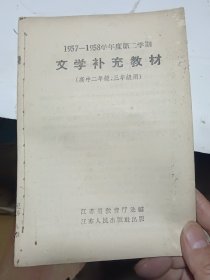 1957—1958学年度第二学期
文学补充教材
（高中二年级、三年级用）
江苏省教育厅选编
江苏人民出版社出版